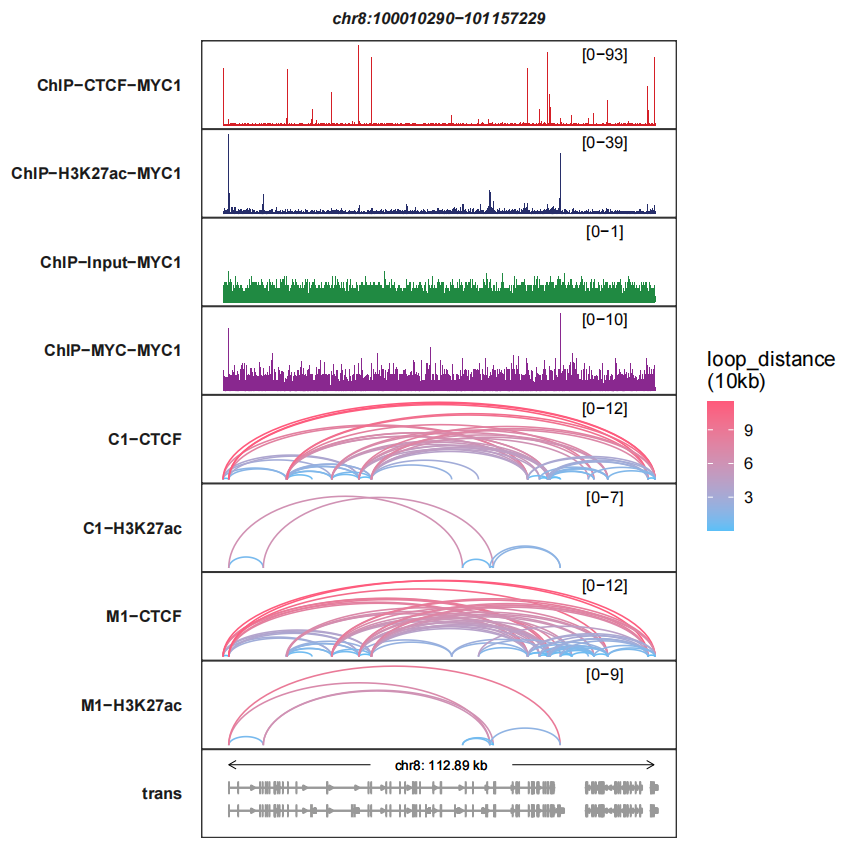 chr8:100010290−101157229
ChIP−CTCF−MYC1
[0−93]
ChIP−H3K27ac−MYC1
[0−39]
ChIP−Input−MYC1
[0−1]
ChIP−MYC−MYC1
[0−10]
C1−CTCF
[0−12]
C1−H3K27ac
[0−7]
M1−CTCF
[0−12]
M1−H3K27ac
[0−9]
trans
chr8: 112.89 kb
loop_distance
(10kb)
9
6
3